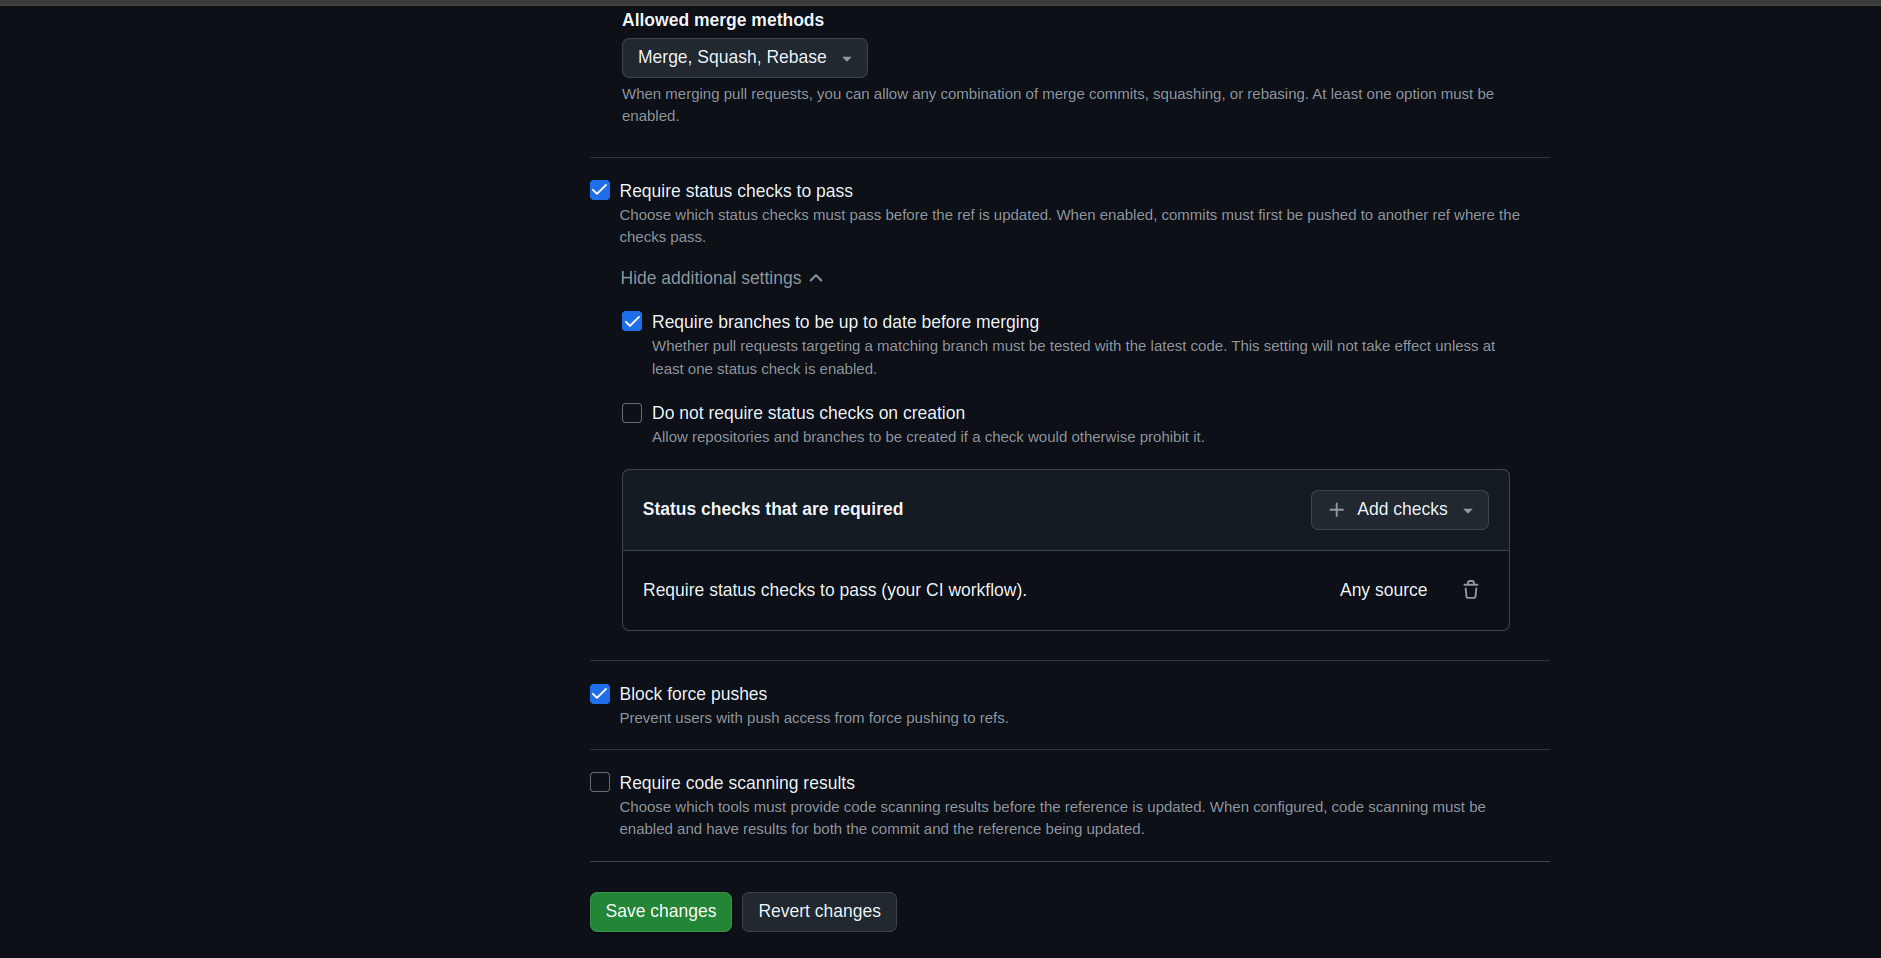 Allowed merge methods
Merge, Squash, Rebase
When merging pull requests, you can allow any combination of merge commits, squashing, or rebasing. At least one option must be
enabled.
Require status checks to pass
Choose which status checks must pass before the ref is updated. When enabled, commits must first be pushed to another ref where the
checks pass.
Hide additional settings
Require branches to be up to date before merging
Whether pull requests targeting a matching branch must be tested with the latest code. This setting will not take effect unless at
least one status check is enabled.
Do not require status checks on creation
Allow repositories and branches to be created if a check would otherwise prohibit it.
Status checks that are required
Add checks
Require status checks to pass (your CI workflow).
Any source
Block force pushes
Prevent users with push access from force pushing to refs.
Require code scanning results
Choose which tools must provide code scanning results before the reference is updated. When configured, code scanning must be
enabled and have results for both the commit and the reference being updated.
Save changes
Revert changes